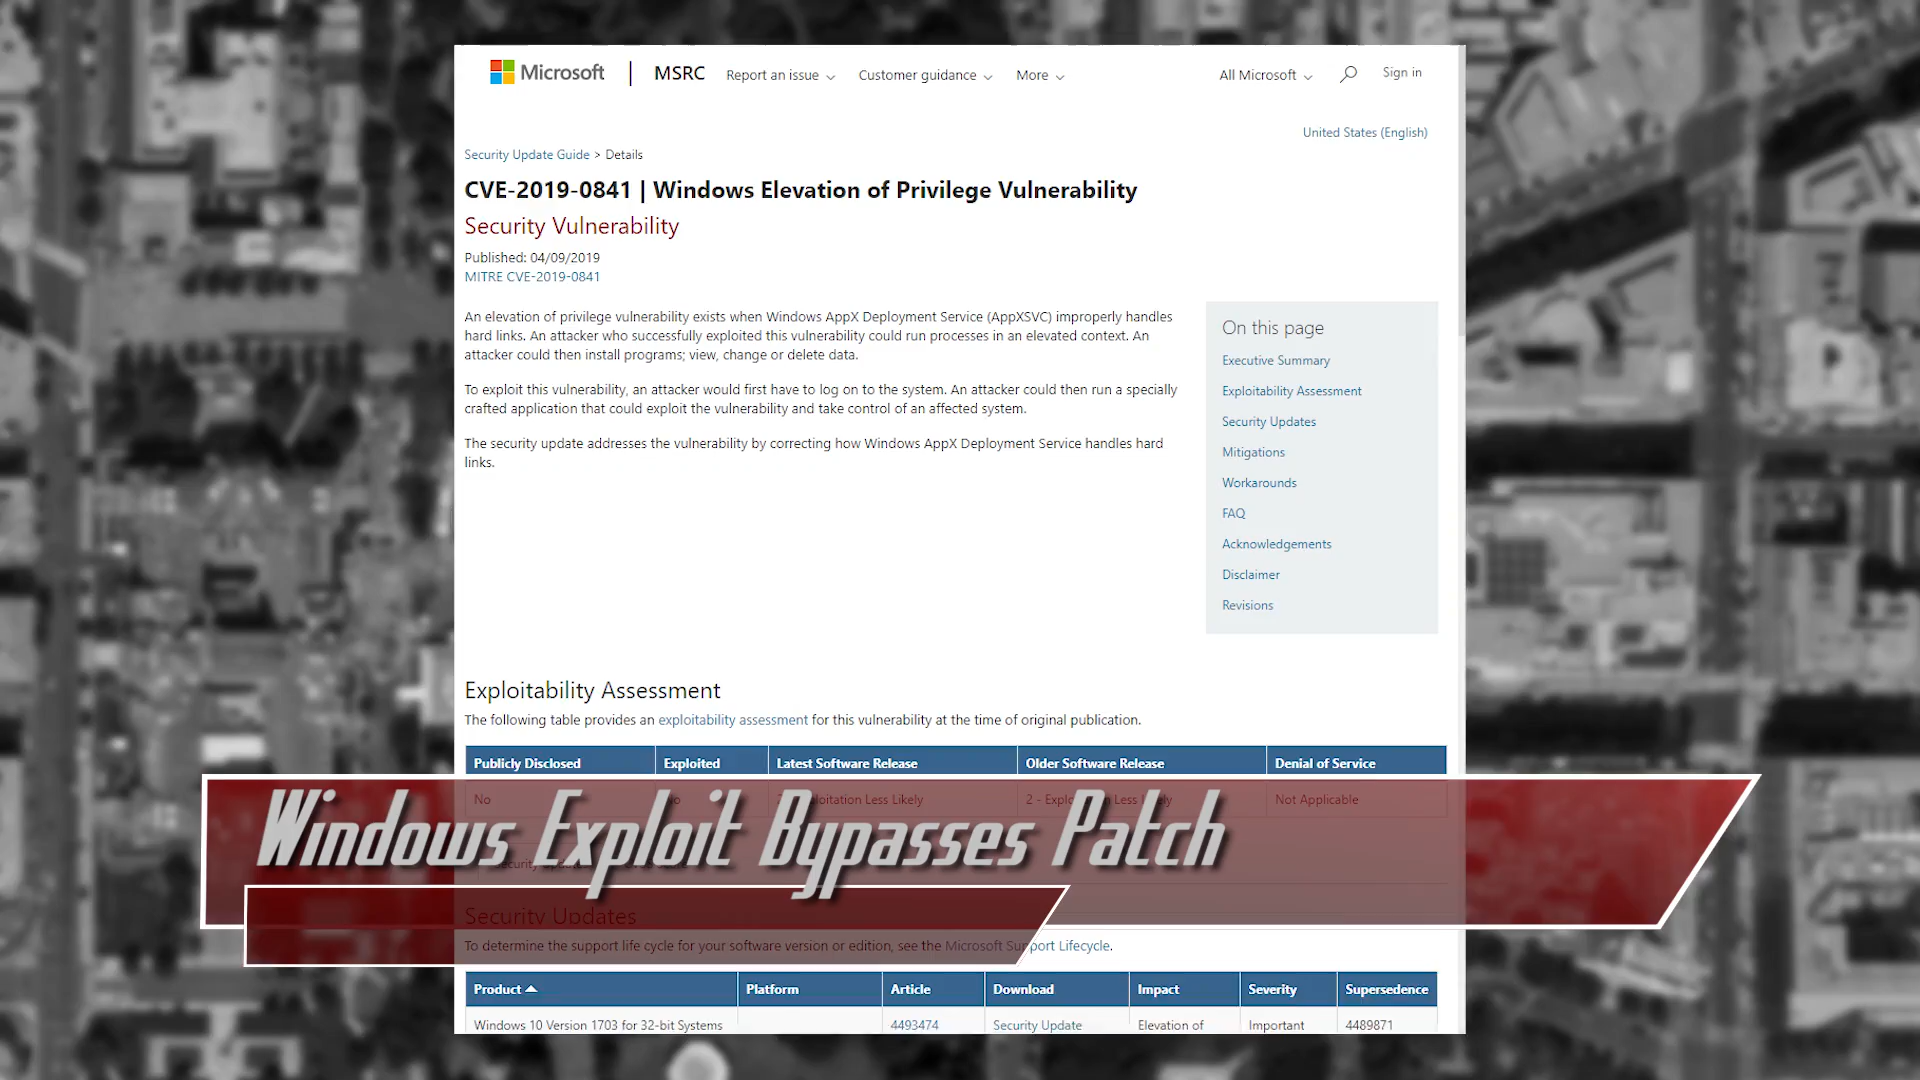 Microsoft | MSRC Report an issue Customer guidance More All Microsoft Sign in
United States (English)
Security Update Guide > Details
CVE-2019-0841 | Windows Elevation of Privilege Vulnerability
Security Vulnerability
Published: 04/09/2019
MITRE CVE-2019-0841
An elevation of privilege vulnerability exists when Windows AppX Deployment Service (AppXSVC) improperly handles
hard links. An attacker who successfully exploited this vulnerability could run processes in an elevated context. An
attacker could then install programs; view, change or delete data.
To exploit this vulnerability, an attacker would first have to log on to the system. An attacker could then run a specially
crafted application that could exploit the vulnerability and take control of an affected system.
The security update addresses the vulnerability by correcting how Windows AppX Deployment Service handles hard
links.
On this page
Executive Summary
Exploitability Assessment
Security Updates
Mitigations
Workarounds
FAQ
Acknowledgements
Disclaimer
Revisions
Exploitability Assessment
The following table provides an exploitability assessment for this vulnerability at the time of original publication.
Publicly Disclosed Exploited Latest Software Release Older Software Release Denial of Service
No Less Likely 2 - Less Not Applicable
Windows Exploit Bypasses Patch
Security Updates
To determine the support life cycle for your software version or edition, see the Microsoft Support Lifecycle.
Product Platform Article Download Impact Severity Supersedence
Windows 10 Version 1703 for 32-bit Systems 4493474 Security Update Elevation of Important 4489871